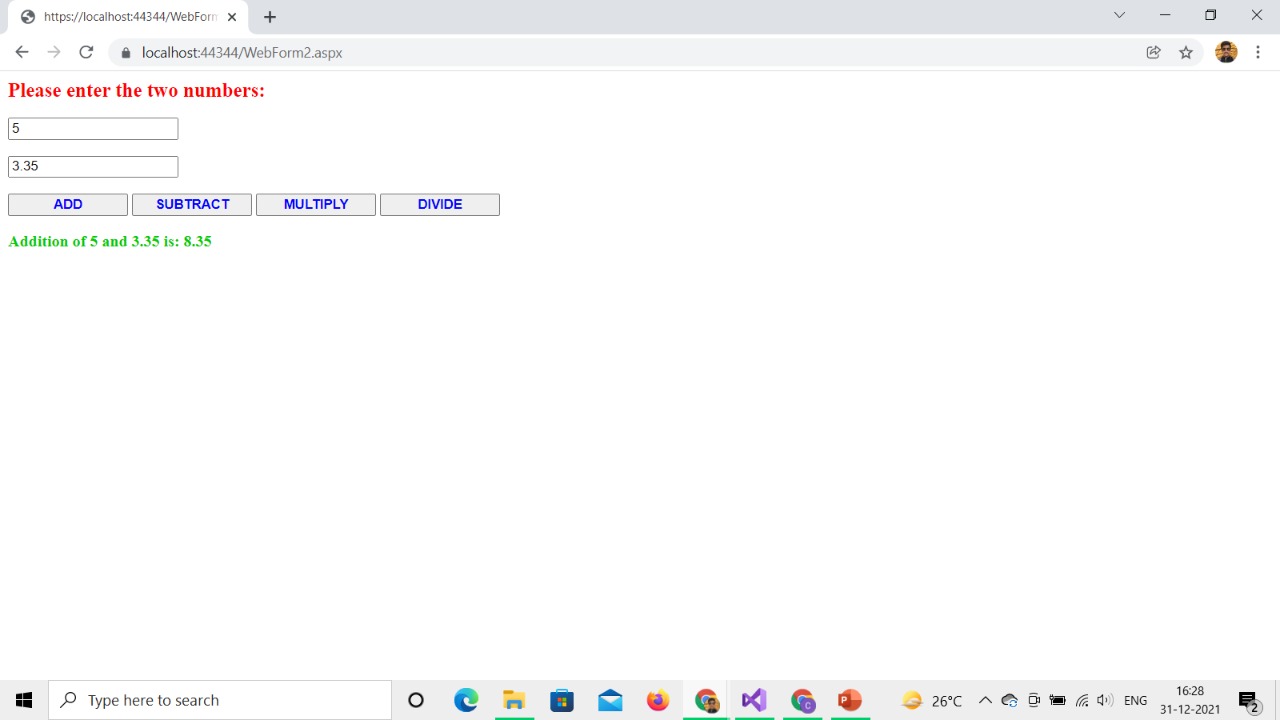 https://localhost:44344/WebForm
localhost:44344/WebForm2.aspx
Please enter the two numbers:
5
3.35
ADD SUBTRACT MULTIPLY DIVIDE
Addition of 5 and 3.35 is: 8.35
Type here to search
26°C
ENG
16:28
31-12-2021
2